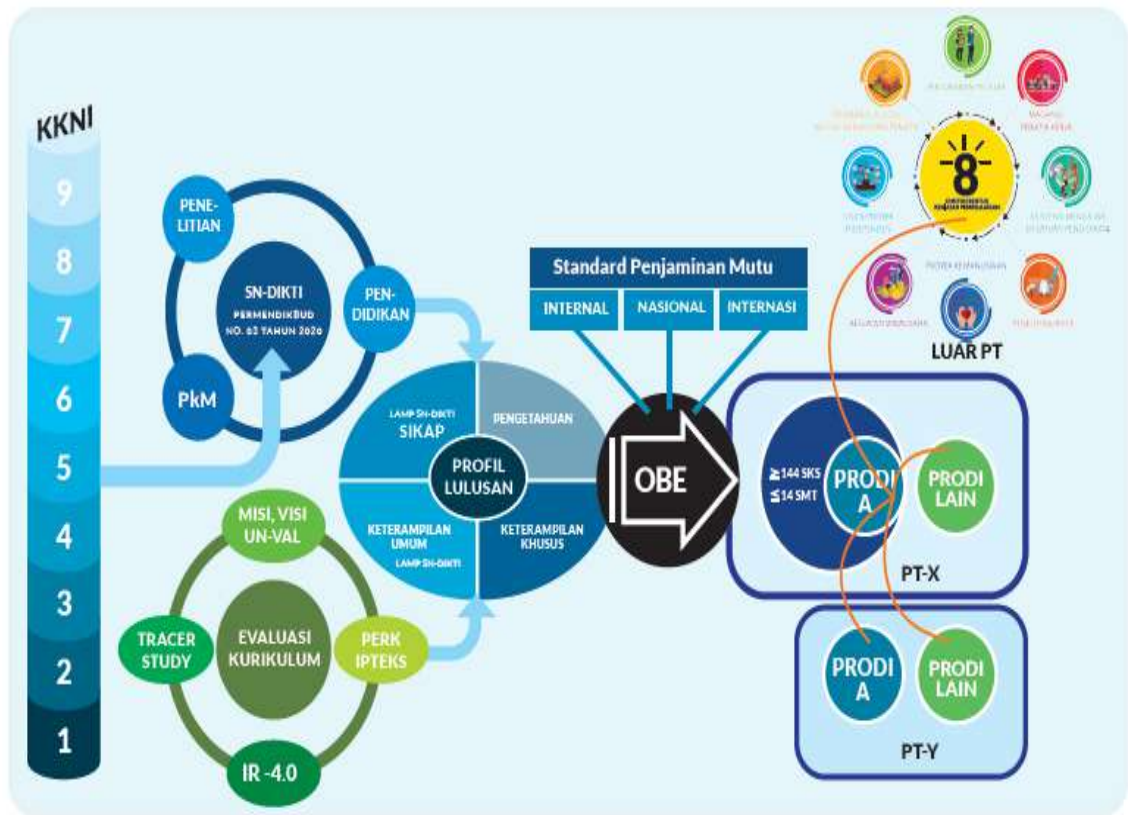 KKNI
9
8
7
6
5
4
3
2
1
PENE-
LITIAN
SN-DIKTI
PERMENDIKBUD
NO. 03 TAHUN 2020
PEN-
DIDIKAN
PkM
MISI, VISI
UN-VAL
TRACER
STUDY
EVALUASI
KURIKULUM
PERK
IPTEKS
IR -4.0
LAMP SN-DIKTI
SIKAP
PENGETAHUAN
PROFIL
LULUSAN
KETERAMPILAN
UMUM
LAMP SN-DIKTI
KETERAMPILAN
KHUSUS
Standard Penjaminan Mutu
INTERNAL
NASIONAL
INTERNASI
OBE
8
PROYEK KEMANUSIAAN
LUAR PT
≧144 SKS
≦14 SMT
PRODI
A
PRODI
LAIN
PT-X
PRODI
A
PRODI
LAIN
PT-Y